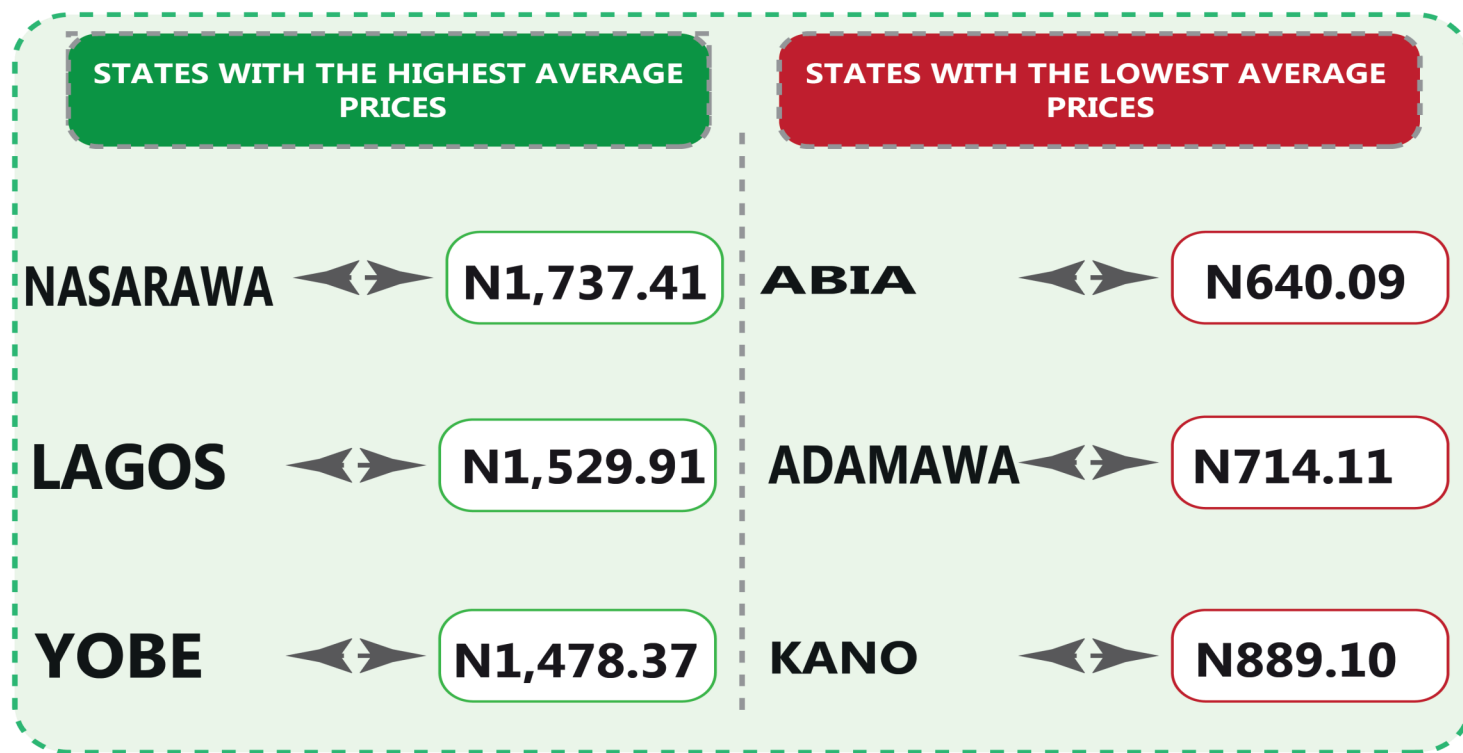 STATES WITH THE HIGHEST AVERAGE
PRICES
NASARAWA N1,737.41
LAGOS N1,529.91
YOBE N1,478.37
STATES WITH THE LOWEST AVERAGE
PRICES
ABIA N640.09
ADAMAWA N714.11
KANO N889.10